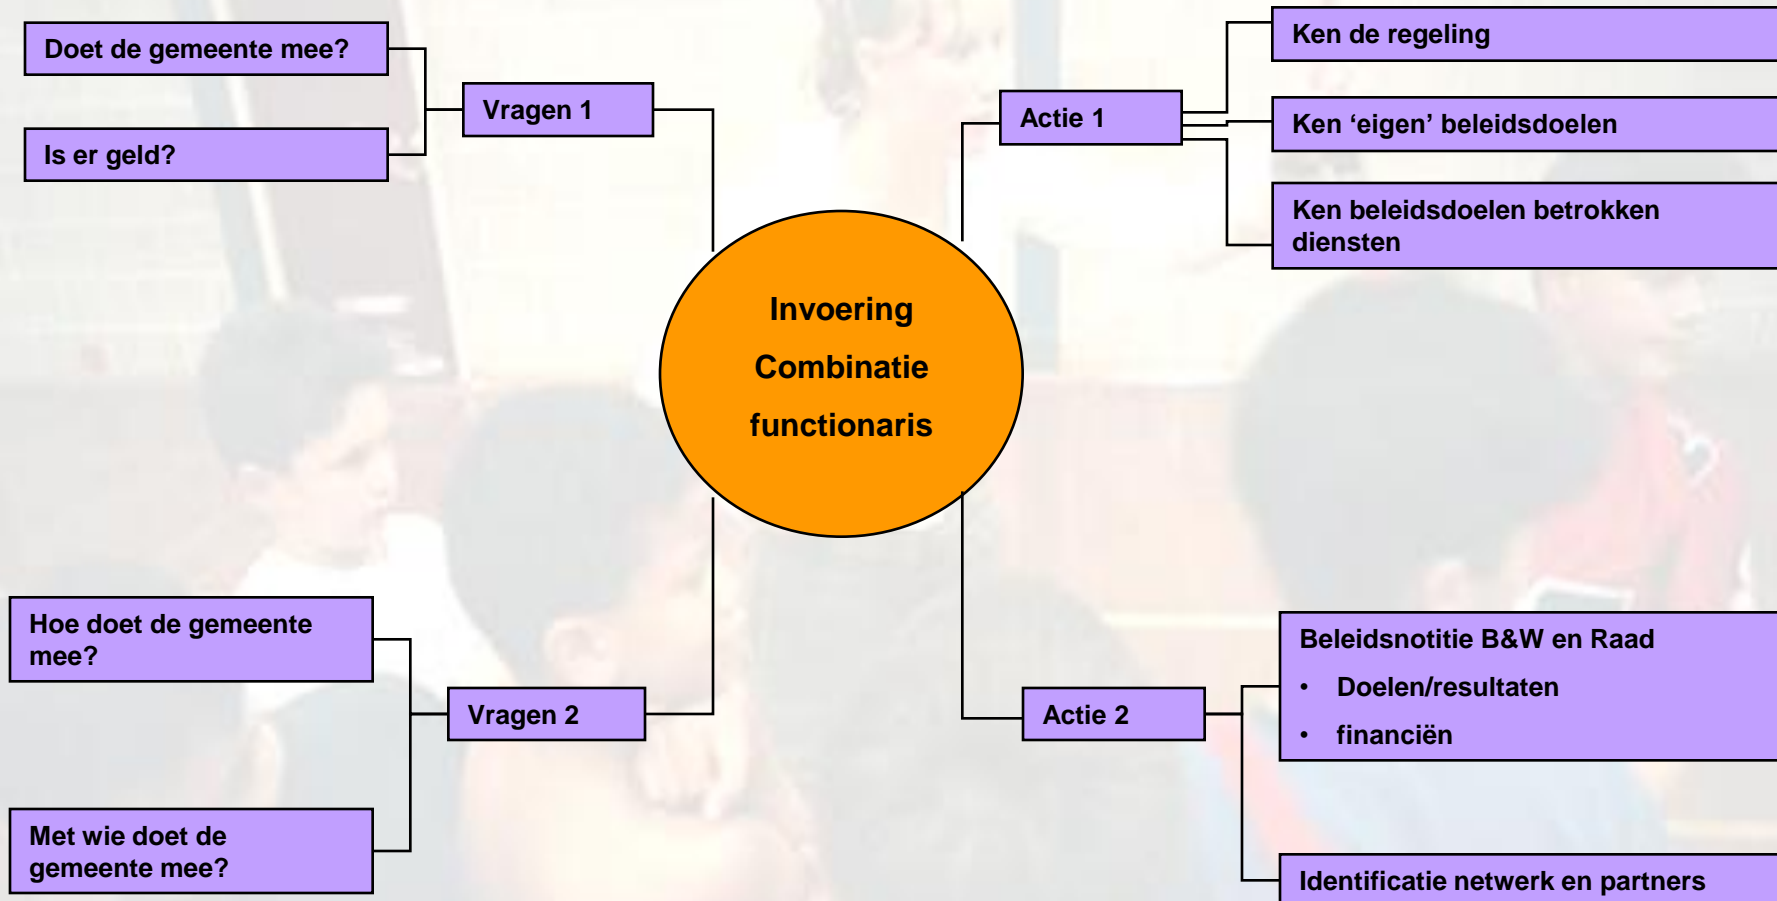 Doet de gemeente mee?
Is er geld?
Vragen 1
Actie 1
Ken de regeling
Ken ‘eigen’ beleidsdoelen
Ken beleidsdoelen betrokken
diensten
Invoering
Combinatie
functionaris
Hoe doet de gemeente
mee?
Met wie doet de
gemeente mee?
Vragen 2
Actie 2
Beleidsnotitie B&W en Raad
• Doelen/resultaten
• financiën
Identificatie netwerk en partners